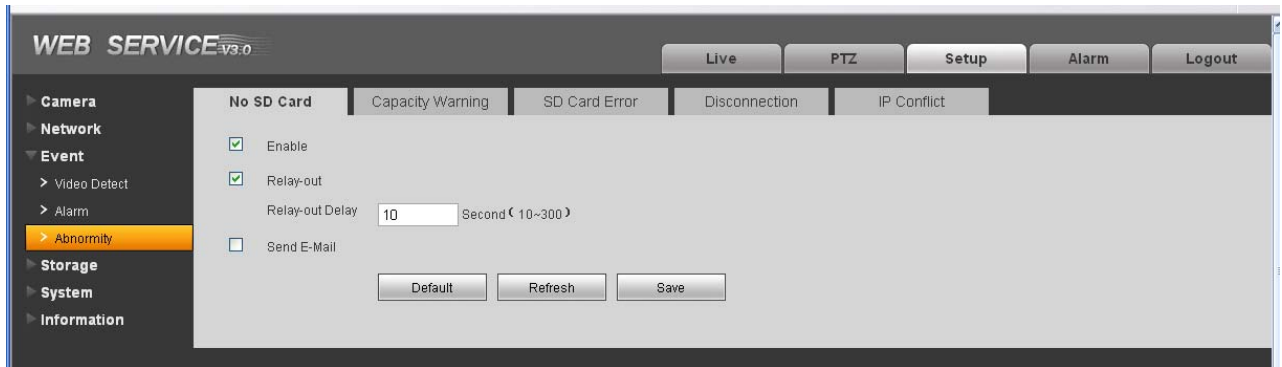 WEB SERVICE V3.0
Live PTZ Setup Alarm Logout
Camera
Network
Event
> Video Detect
> Alarm
> Abnormity
Storage
System
Information
No SD Card Capacity Warning SD Card Error Disconnection IP Conflict
Enable
Relay-out
Relay-out Delay 10 Second ( 10~300 )
Send E-Mail
Default Refresh Save